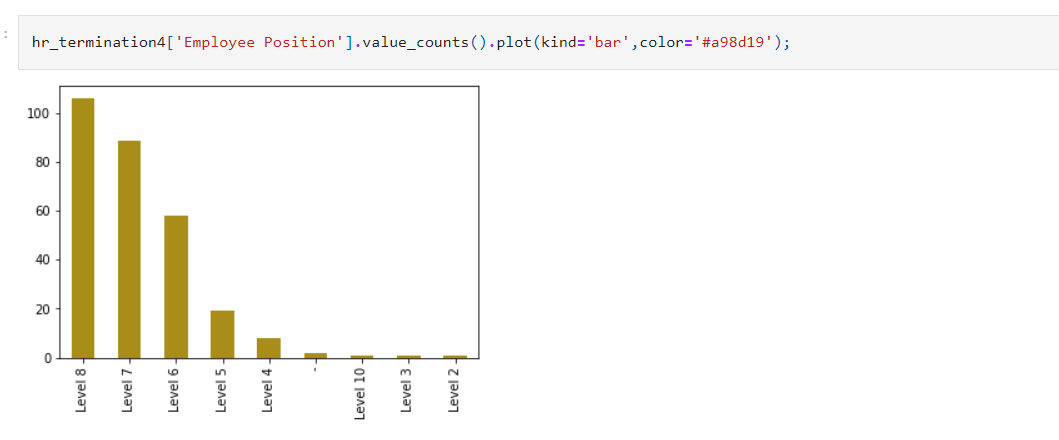 :
hr_termination4['Employee Position'].value_counts().plot(kind='bar',color='#a98d19');
100
80
60
40
20
0
Level 8
Level 7
Level 6
Level 5
Level 4
-
Level 10
Level 3
Level 2